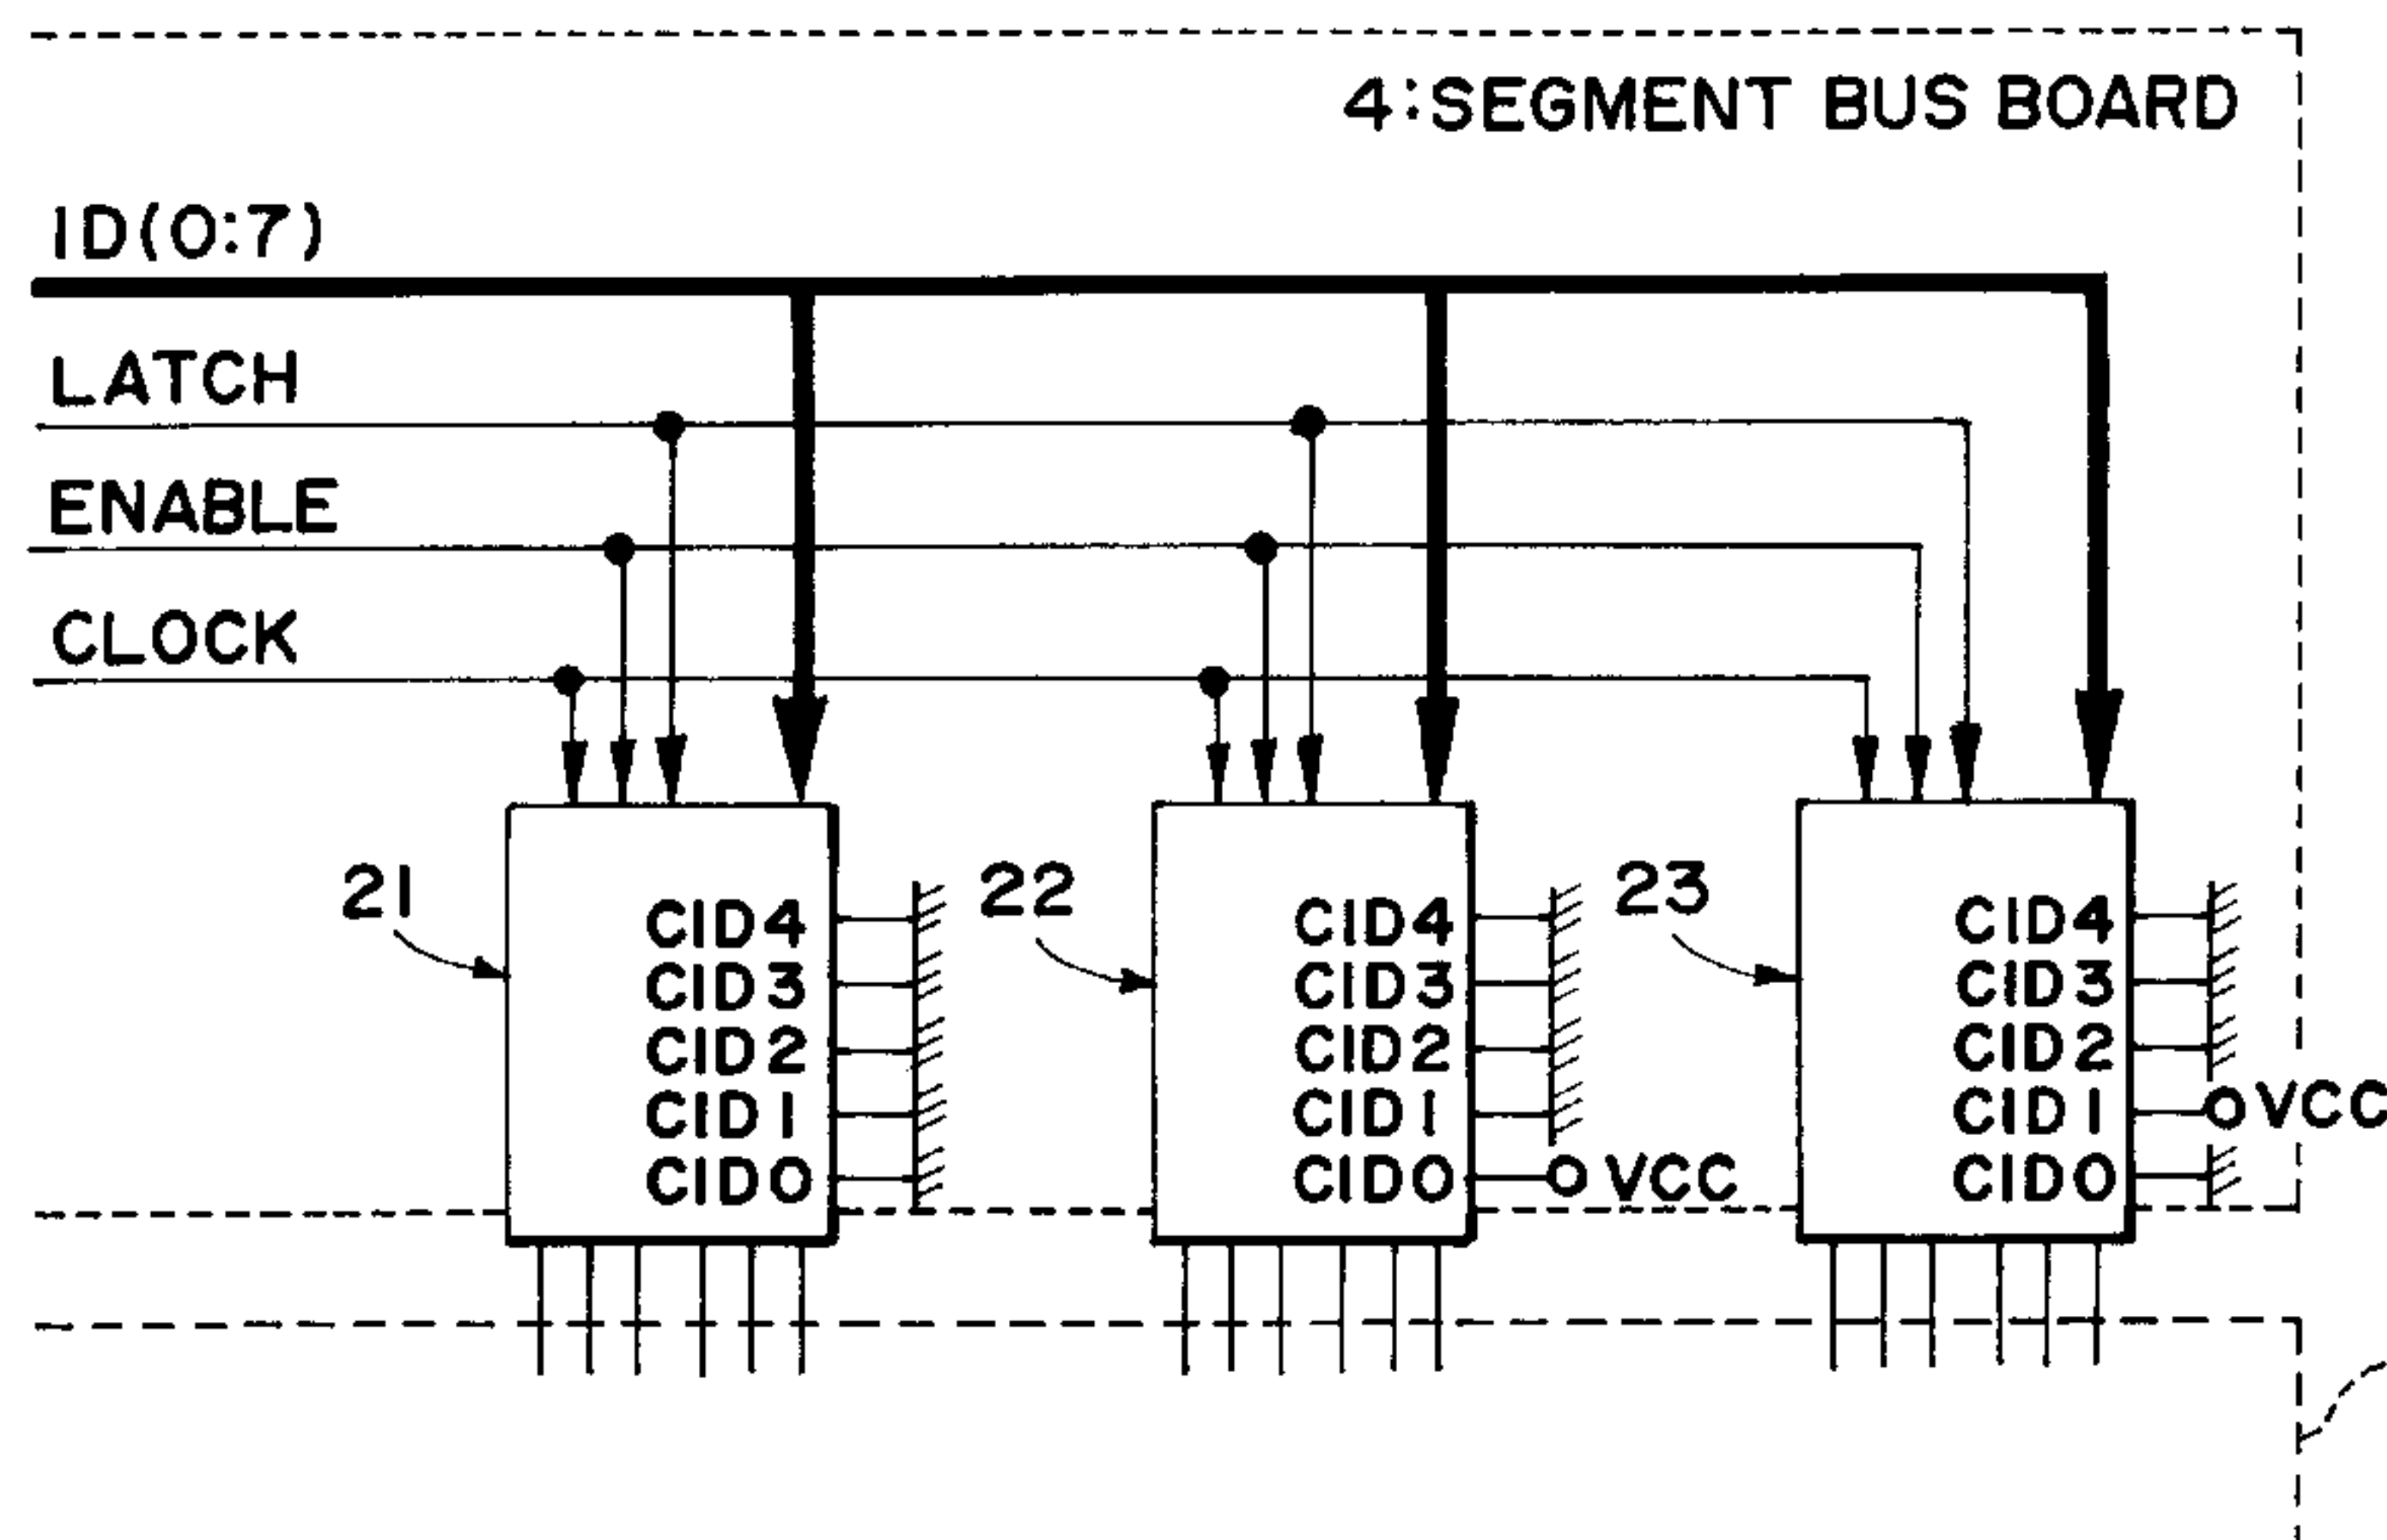 4:SEGMENT BUS BOARD
ID(0:7)
LATCH
ENABLE
CLOCK
21
CID4
CID3
CID2
CID1
CID0
22
CID4
CID3
CID2
CID1
CID0
VCC
23
CID4
CID3
CID2
CID1
VCC
CID0